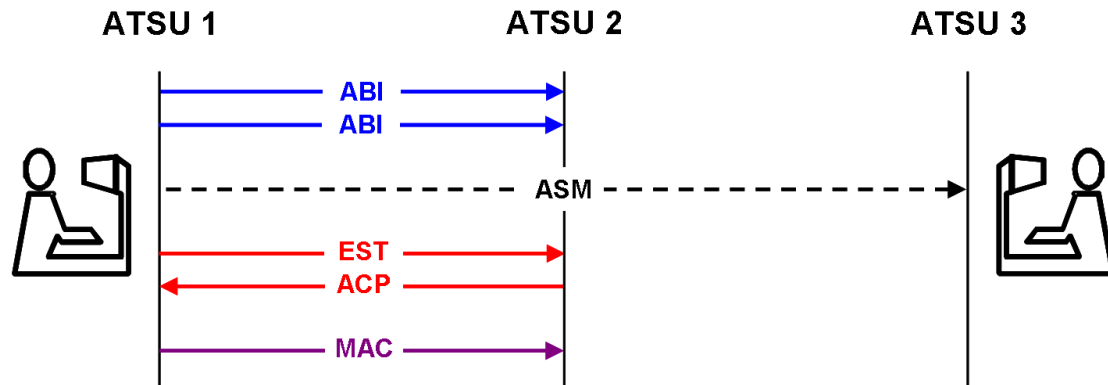 ATSU 1 ATSU 2 ATSU 3
ABI
ABI
ASM
EST
ACP
MAC